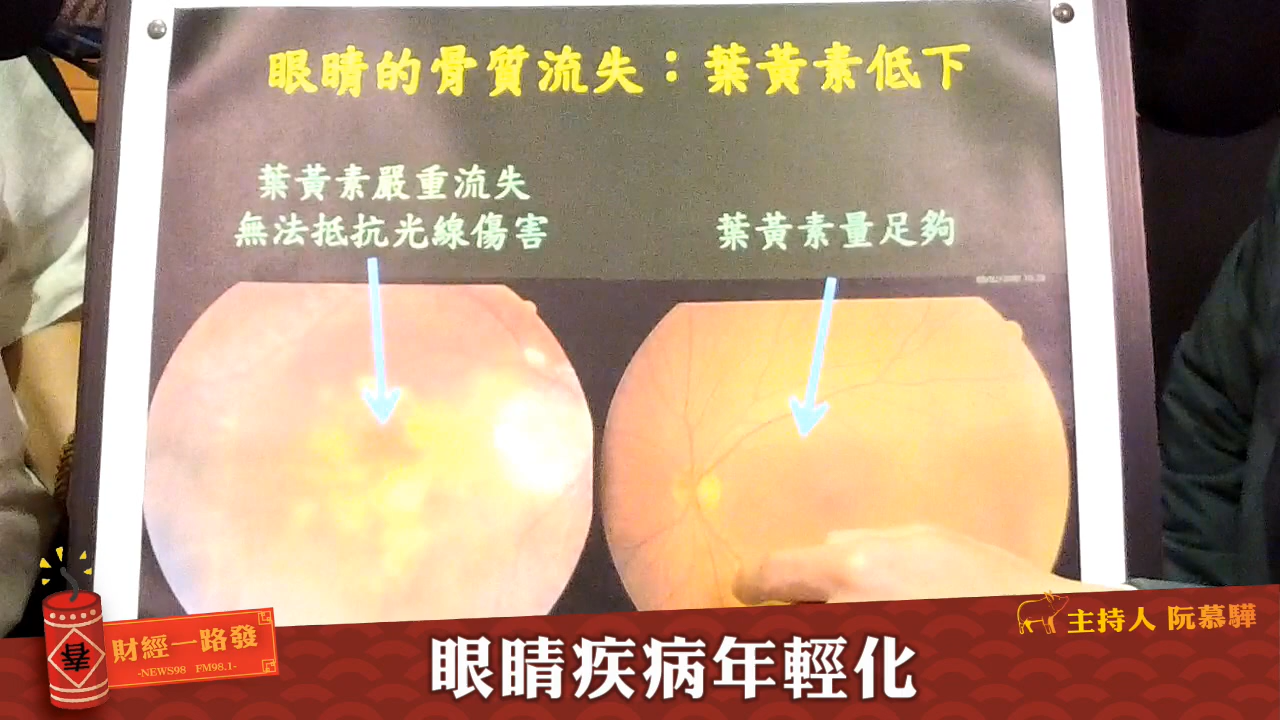 眼睛的骨質流失：葉黃素低下
葉黃素嚴重流失
無法抵抗光線傷害
葉黃素量足夠
春
財經一路發
-NEWS98 FM98.1-
主持人 阮慕驊
眼睛疾病年輕化